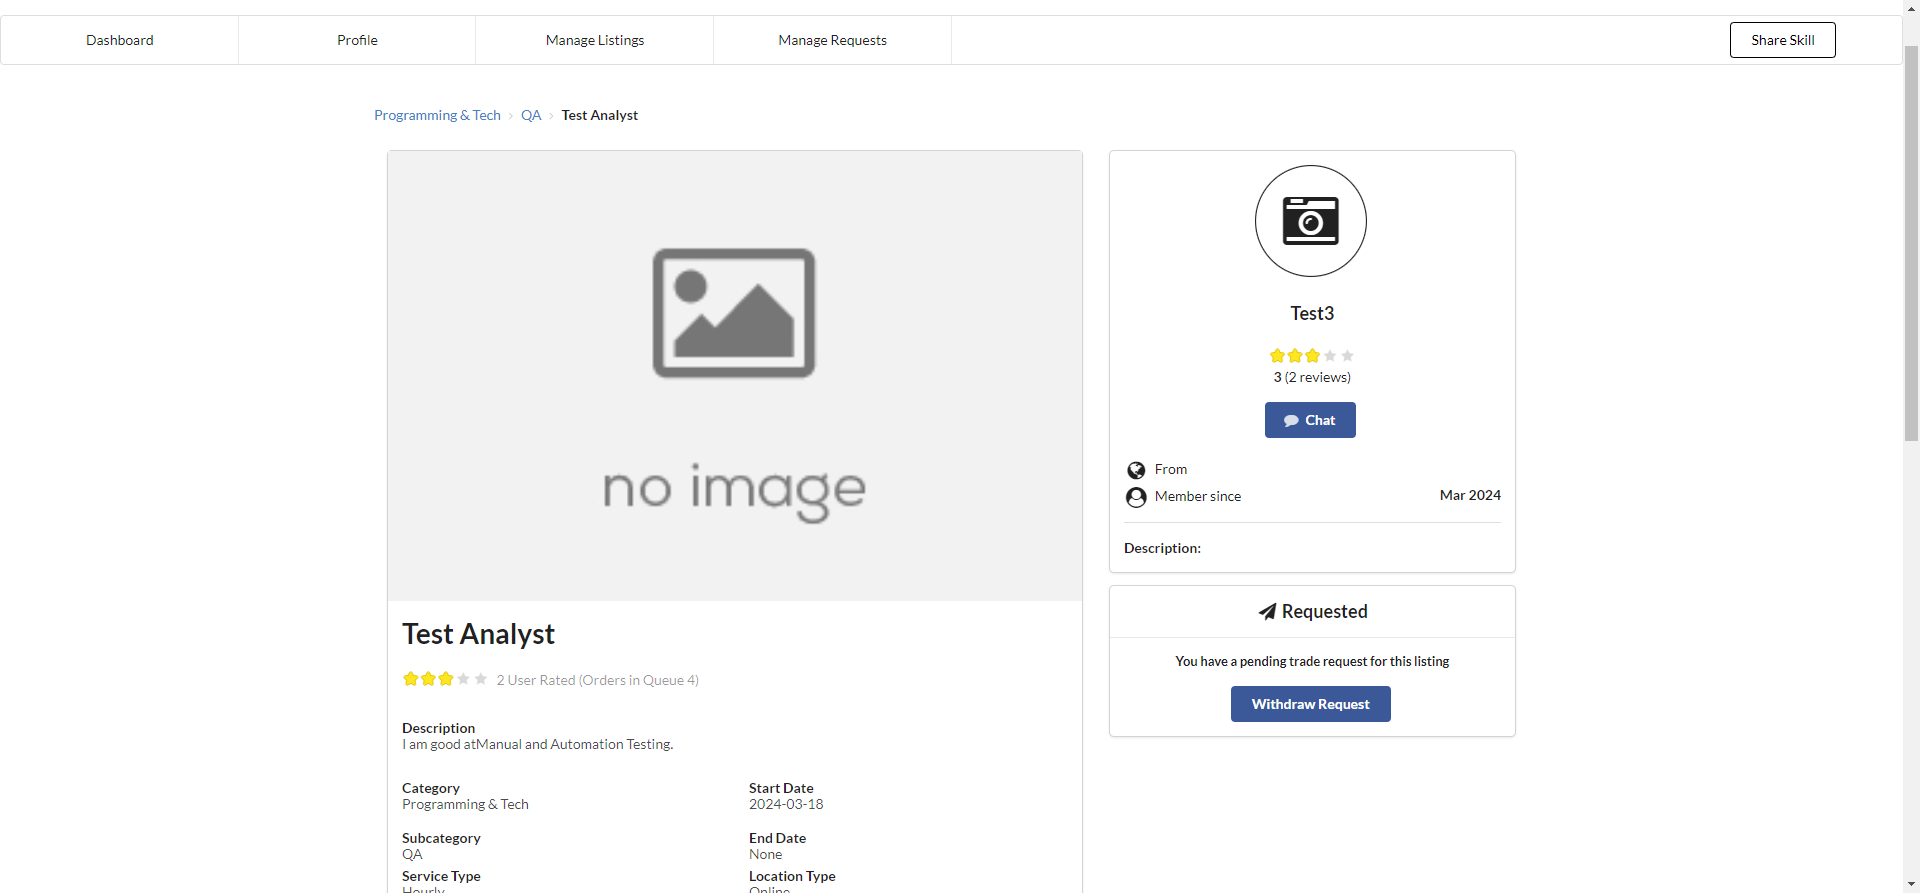 Dashboard
Profile
Manage Listings
Manage Requests
Share Skill
Programming & Tech › QA › Test Analyst
no image
Test Analyst
2 User Rated (Orders in Queue 4)
Description
I am good atManual and Automation Testing.
Category
Programming & Tech
Start Date
2024-03-18
Subcategory
QA
End Date
None
Service Type
Hourly
Location Type
Online
Test3
3 (2 reviews)
Chat
From
Member since
Mar 2024
Description:
Requested
You have a pending trade request for this listing
Withdraw Request